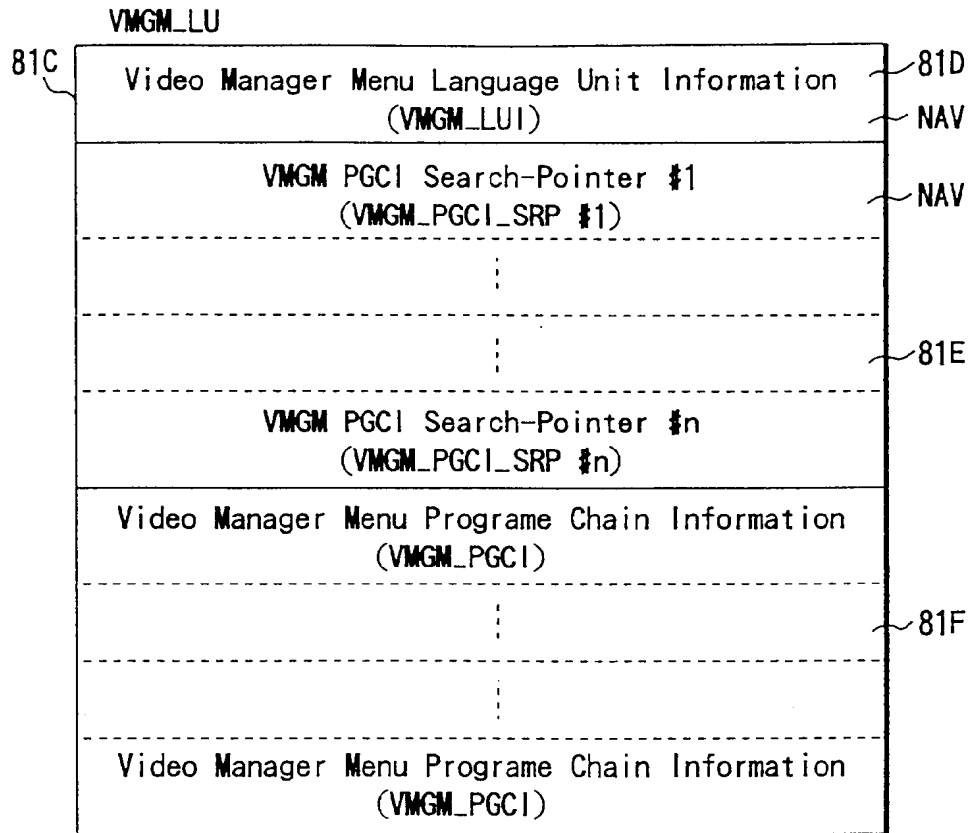 VMGM_LU
81C
Video Manager Menu Language Unit Information
81D
(VMGM_LUI)
NAV
VMGM PGCI Search-Pointer #1
NAV
(VMGM_PGCI_SRP #1)
81E
VMGM PGCI Search-Pointer #n
(VMGM_PGCI_SRP #n)
Video Manager Menu Programe Chain Information
(VMGM_PGCI)
81F
Video Manager Menu Programe Chain Information
(VMGM_PGCI)